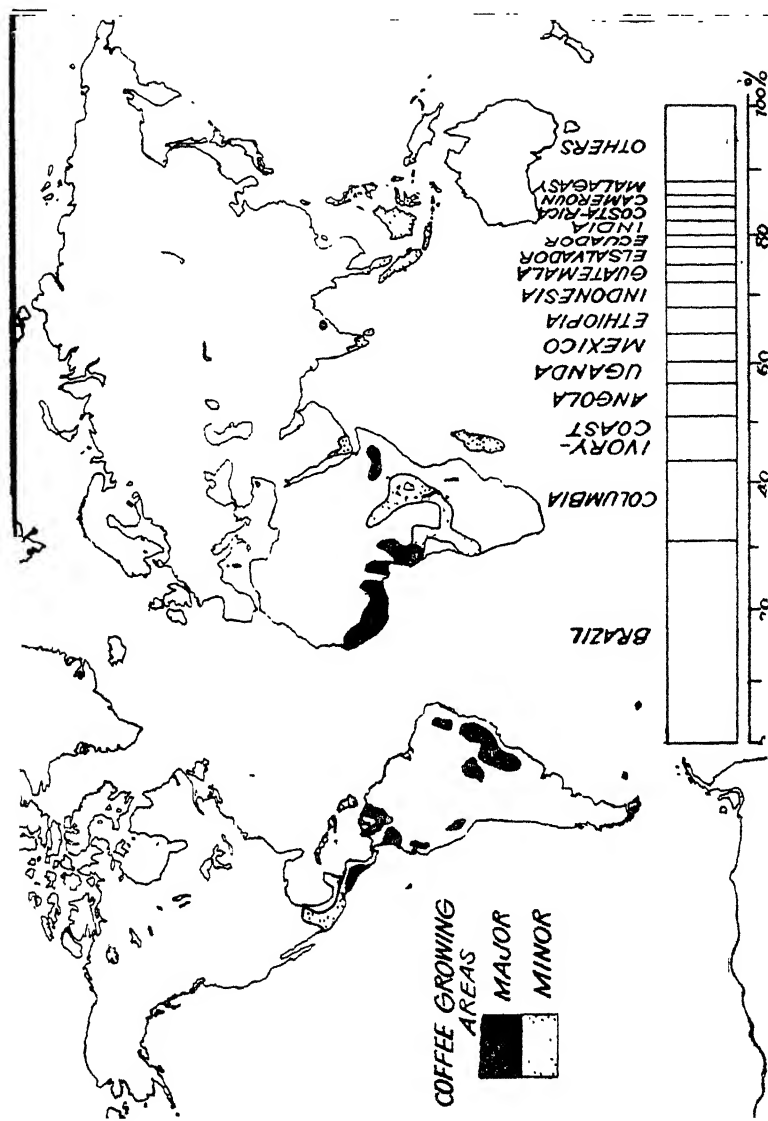 COFFEE GROWING
AREAS
MAJOR
MINOR
BRAZIL
COLUMBIA
IVORY-
COAST
ANGOLA
UGANDA
MEXICO
ETHIOPIA
INDONESIA
GUATEMALA
ELSALVADOR
ECUADOR
INDIA
COSTA-RICA
CAMEROUN
MALAGASY
OTHERS
20
40
60
80
100%